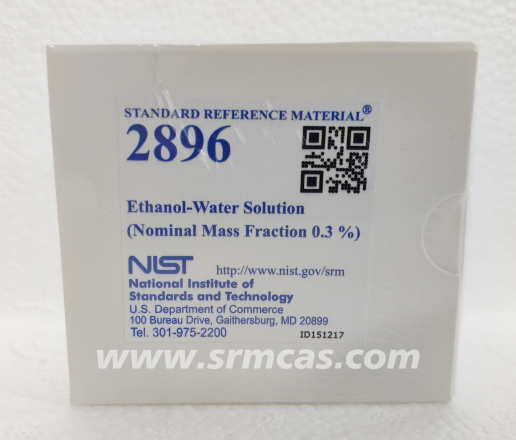 STANDARD REFERENCE MATERIAL®
2896
Ethanol-Water Solution
(Nominal Mass Fraction 0.3 %)
NIST http://www.nist.gov/srm
National Institute of
Standards and Technology
U.S. Department of Commerce
100 Bureau Drive, Gaithersburg, MD 20899
Tel. 301-975-2200 ID151217
www.srmcas.com